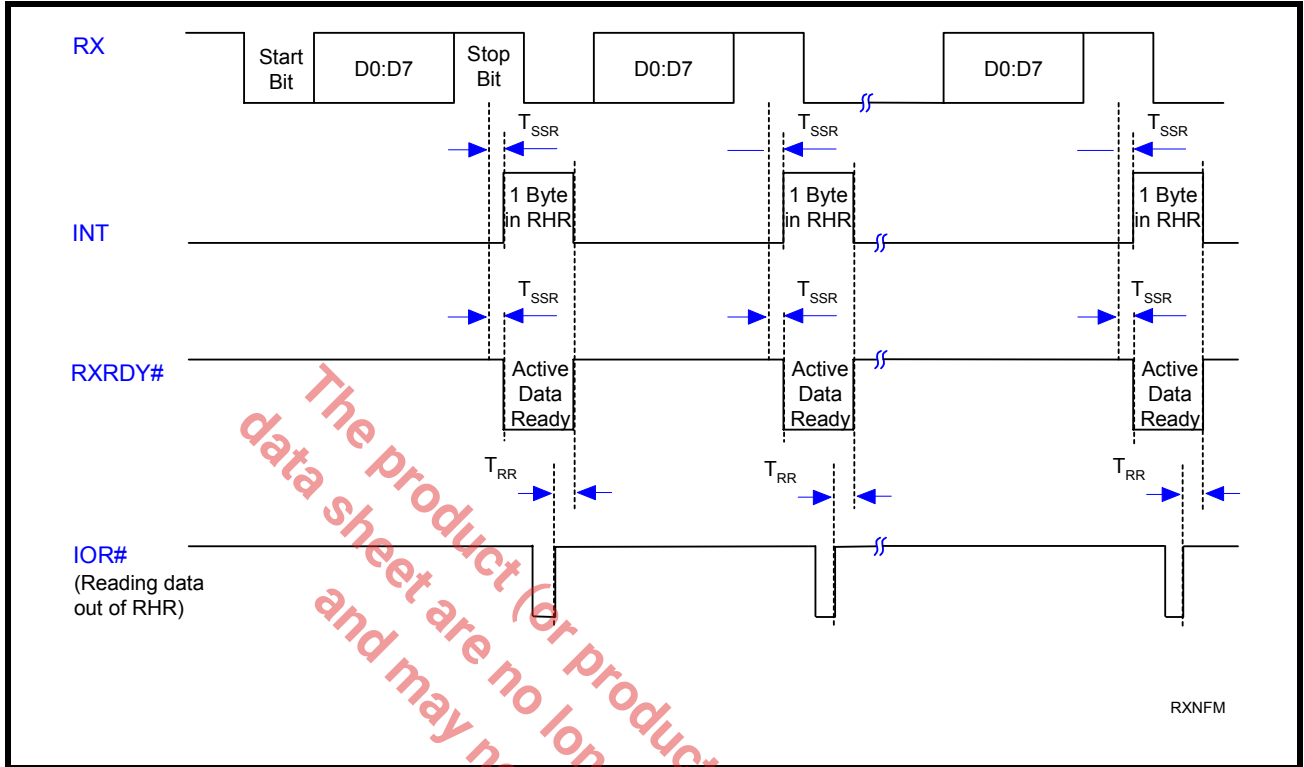 RX
Start
Bit
D0:D7
Stop
Bit
D0:D7
D0:D7
TSSR
TSSR
TSSR
INT
1 Byte
in RHR
1 Byte
in RHR
1 Byte
in RHR
TSSR
TSSR
TSSR
RXRDY#
Active
Data
Ready
Active
Data
Ready
Active
Data
Ready
TRR
TRR
TRR
IOR#
(Reading data
out of RHR)
The product (or product
data sheet are no
and may
RXNFM